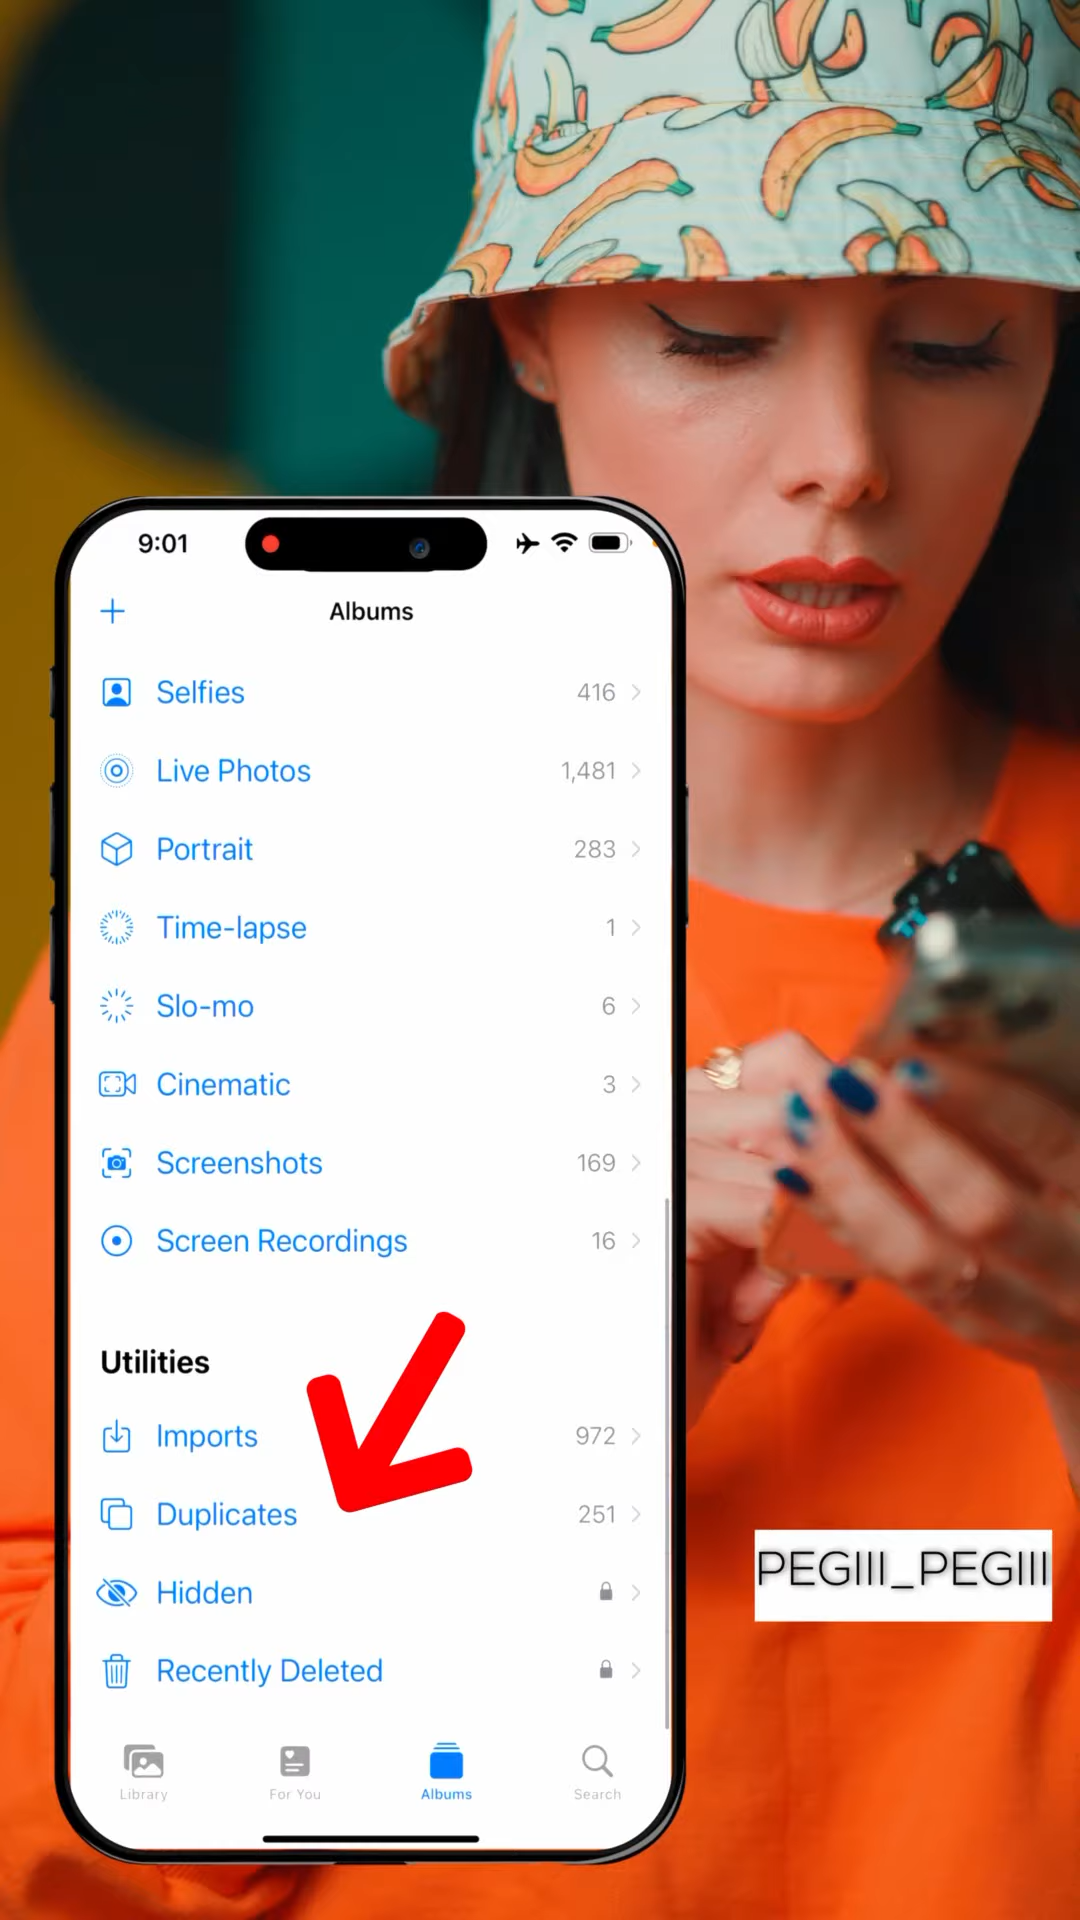 9:01
Albums
Selfies 416
Live Photos 1,481
Portrait 283
Time-lapse 1
Slo-mo 6
Cinematic 3
Screenshots 169
Screen Recordings 16
Utilities
Imports 972
Duplicates 251
Hidden
Recently Deleted
Library For You Albums Search
PEGIII_PEGIII